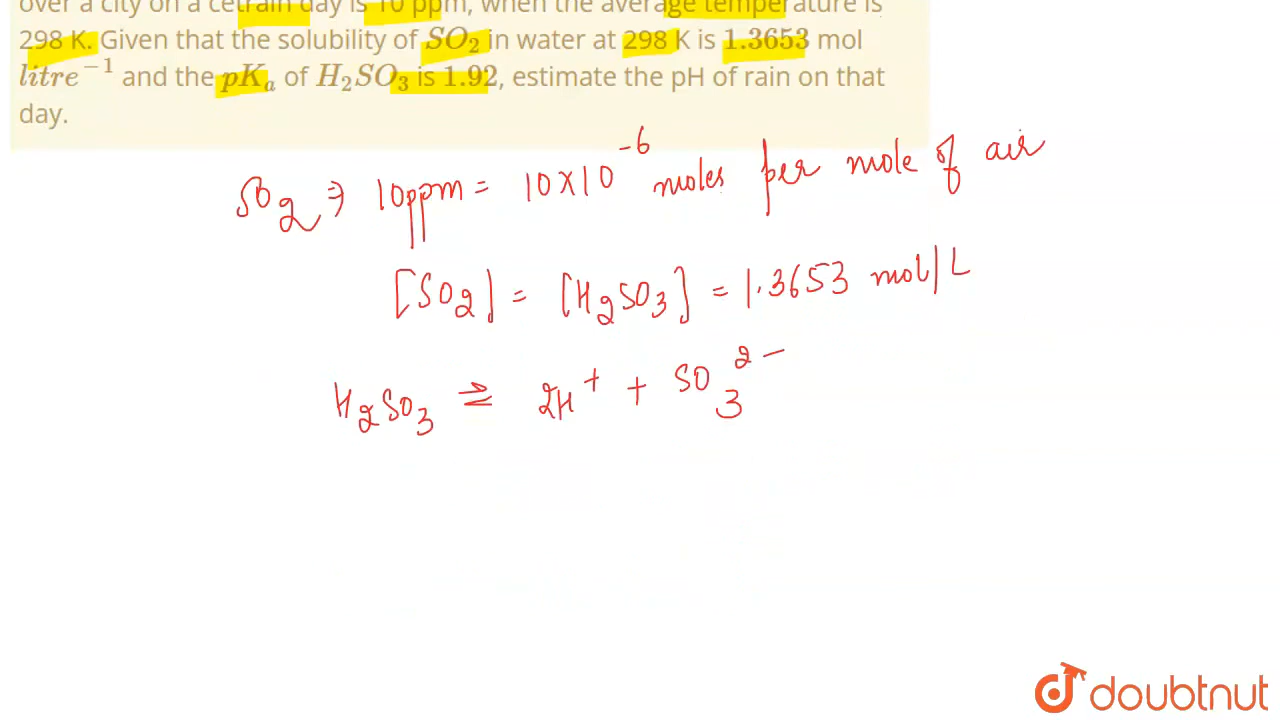 over a city on a cetrain day is 10 ppm, when the average temperature is
298 K. Given that the solubility of SO₂ in water at 298 K is 1.3653 mol
litre⁻¹ and the pKₐ of H₂SO₃ is 1.92, estimate the pH of rain on that
day.
SO₂ ⇒ 10ppm = 10×10⁻⁶ moles per mole of air
[SO₂] = [H₂SO₃] = 1.3653 mol/L
H₂SO₃ ⇌ 2H⁺ + SO₃²⁻
doubtnut